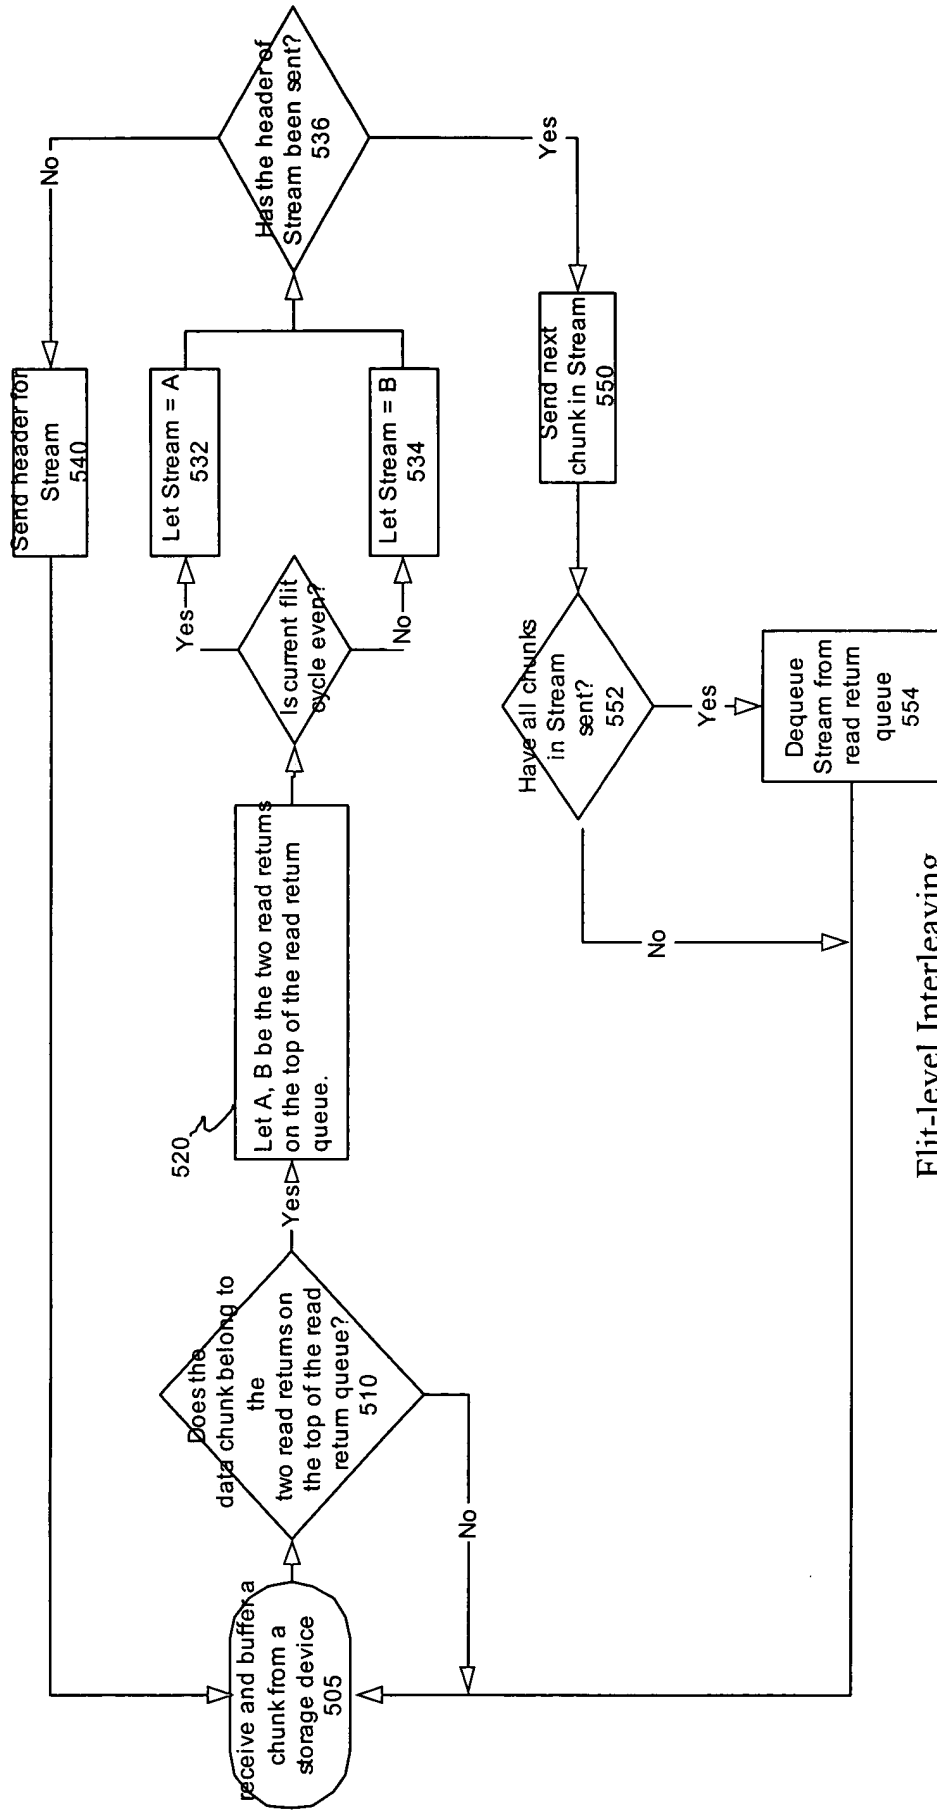 receive and buffer a
chunk from a
storage device
505
Does the
data chunk belong to
the
two read returns on
the top of the read
return queue?
510
No
Yes
520
Let A, B be the two read returns
on the top of the read return
queue.
Is current flit
cycle even?
Yes
No
Let Stream = A
532
Let Stream = B
534
Has the header of
Stream been sent?
536
No
Send header for
Stream
540
Yes
Send next
chunk in Stream
550
Have all chunks
in Stream
sent?
552
No
Yes
Dequeue
Stream from
read return
queue
554
Flit-level Interleaving